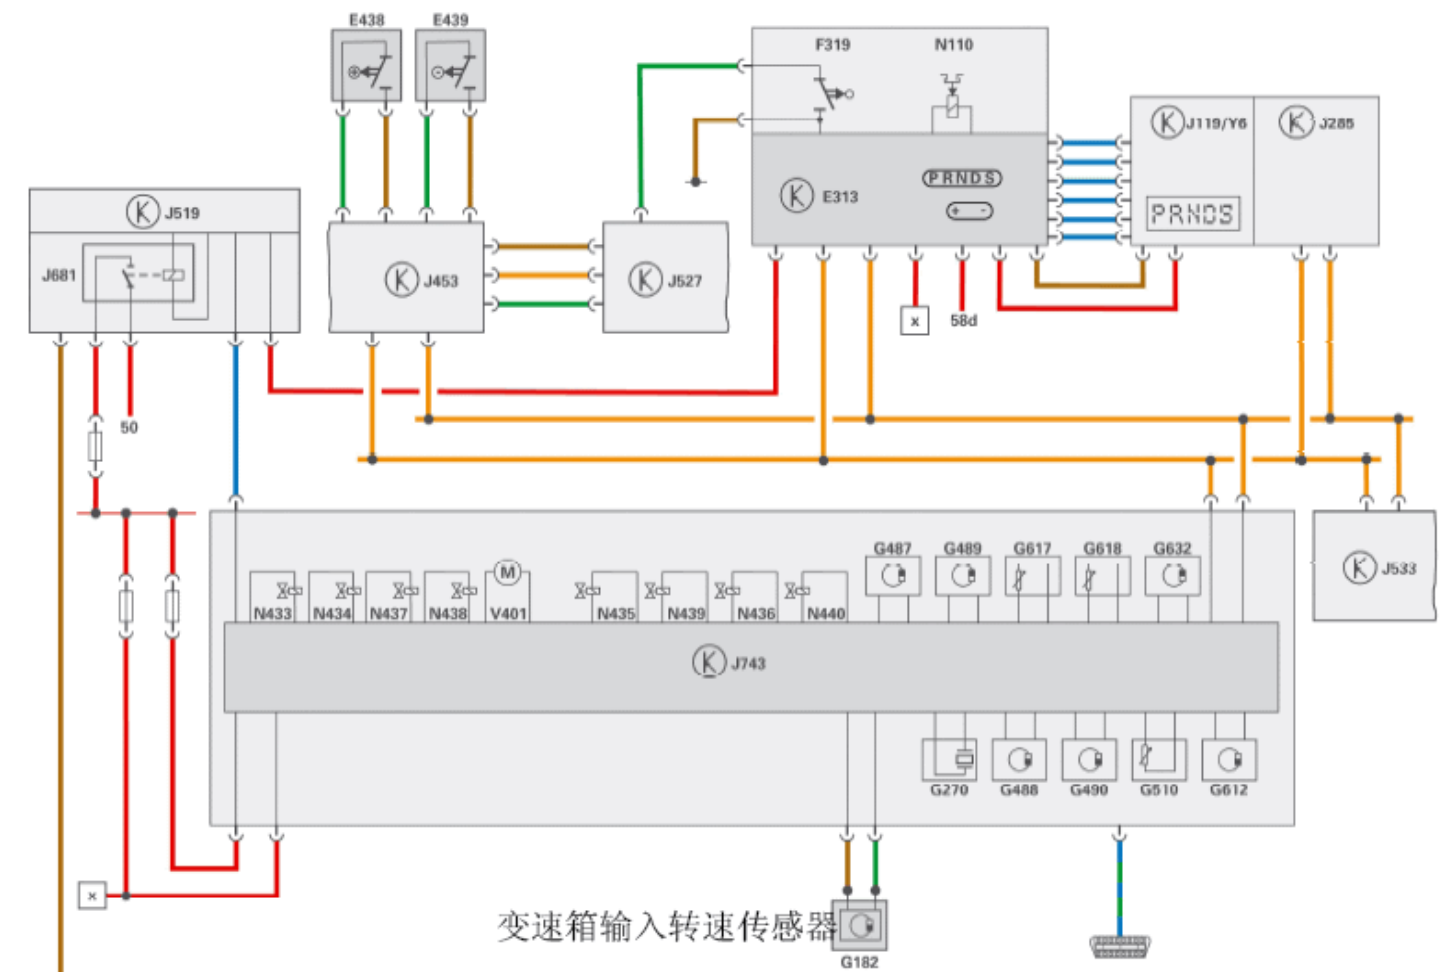 E438 E439
F319 N110
J119/Y6 J285
PRNDS
E313
+ -
PRNDS
J519
J681
J453
J527
x
58d
50
G487 G489 G617 G618 G632
J533
M
N433 N434 N437 N438 V401 N435 N439 N436 N440
J743
G270 G488 G490 G510 G612
x
变速箱输入转速传感器
G182